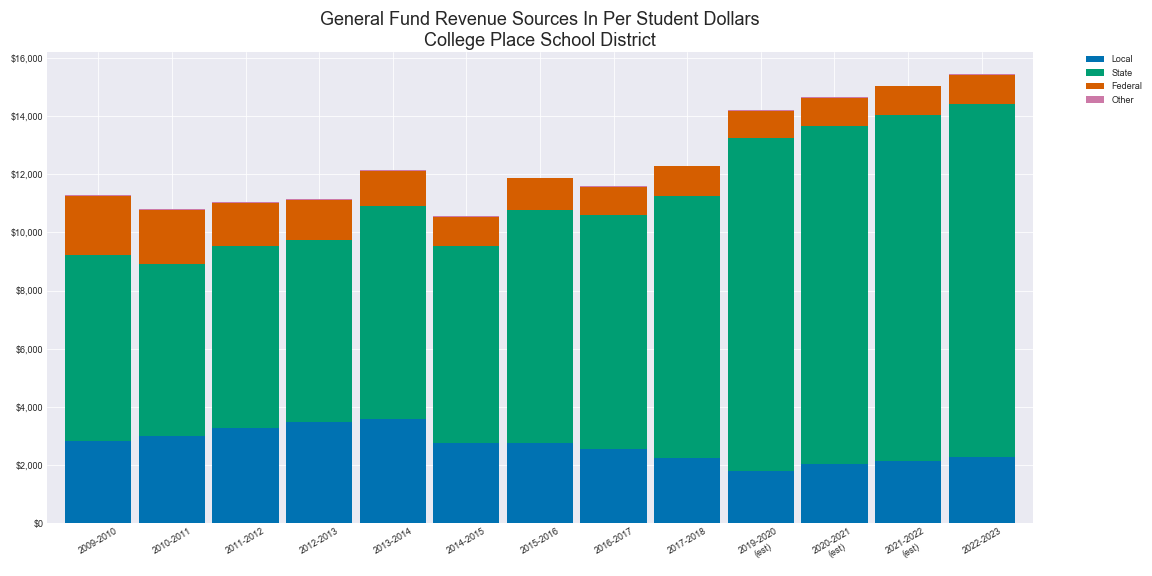 General Fund Revenue Sources In Per Student Dollars
College Place School District
$16,000
$14,000
$12,000
$10,000
$8,000
$6,000
$4,000
$2,000
$0
2009-2010
2010-2011
2011-2012
2012-2013
2013-2014
2014-2015
2015-2016
2016-2017
2017-2018
2019-2020
(est)
2020-2021
(est)
2021-2022
(est)
2022-2023
Local
State
Federal
Other